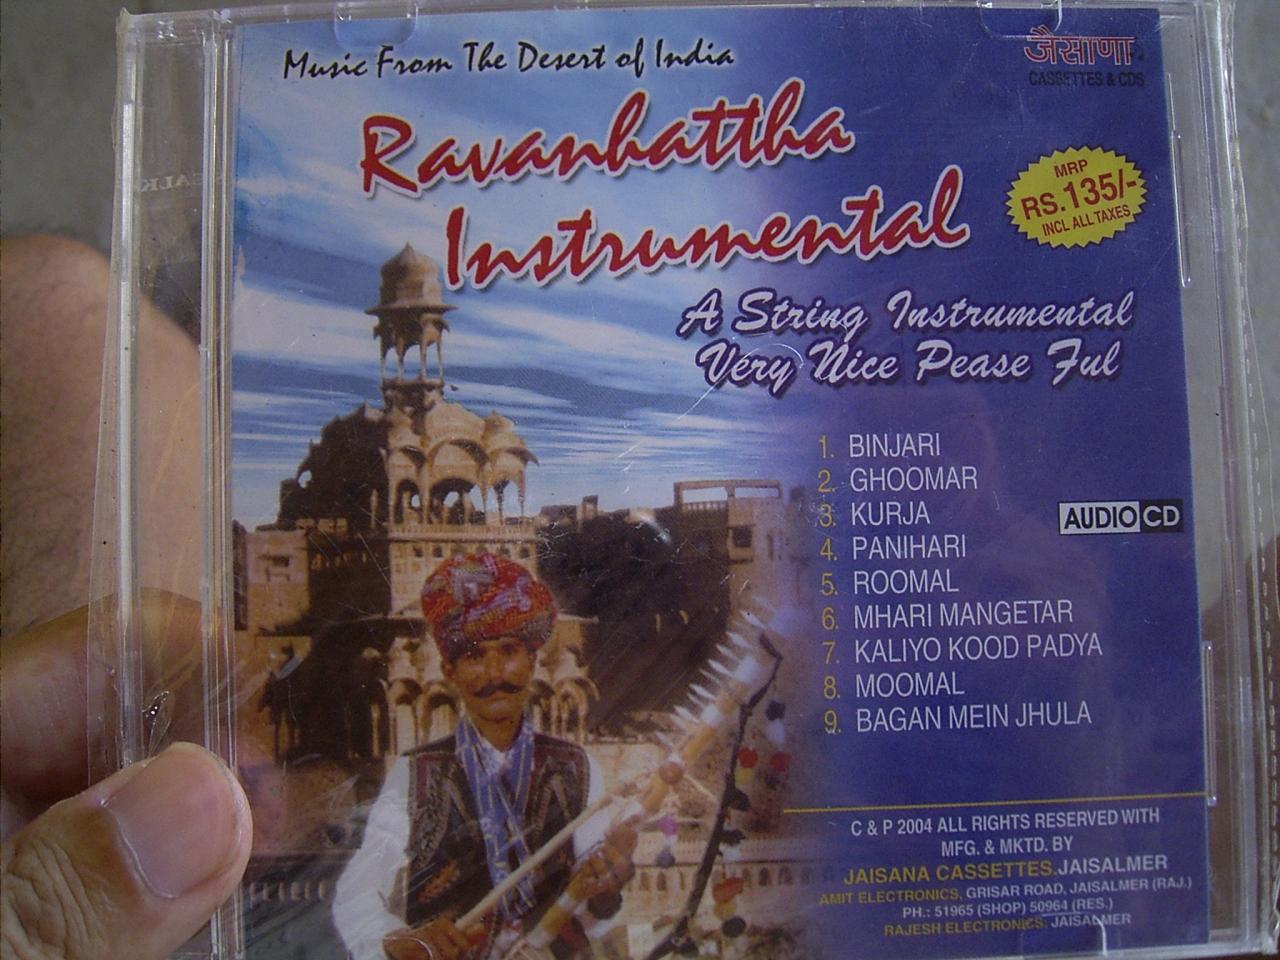 Music From The Desert of India
जैसाणा
CASSETTES & CDS
Ravanhattha
Instrumental
MRP
RS.135/-
INCL ALL TAXES
A String Instrumental
Very Nice Pease Ful
1. BINJARI
2. GHOOMAR
3. KURJA
4. PANIHARI
5. ROOMAL
6. MHARI MANGETAR
7. KALIYO KOOD PADYA
8. MOOMAL
9. BAGAN MEIN JHULA
AUDIO CD
C & P 2004 ALL RIGHTS RESERVED WITH
MFG. & MKTD. BY
JAISANA CASSETTES.JAISALMER
AMIT ELECTRONICS, GRISAR ROAD, JAISALMER (RAJ.)
PH.: 51965 (SHOP) 50964 (RES.)
RAJESH ELECTRONICS: JAISALMER